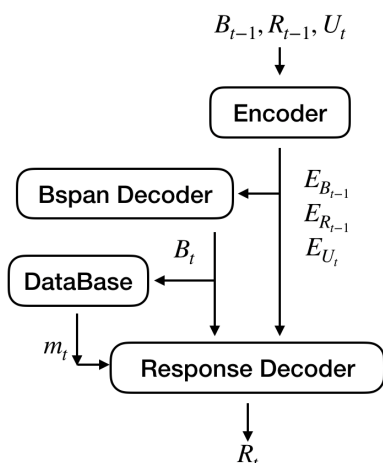 B_{t-1}, R_{t-1}, U_t
Encoder
Bspan Decoder
E_{B_{t-1}}
E_{R_{t-1}}
E_{U_t}
B_t
DataBase
m_t
Response Decoder
R_t